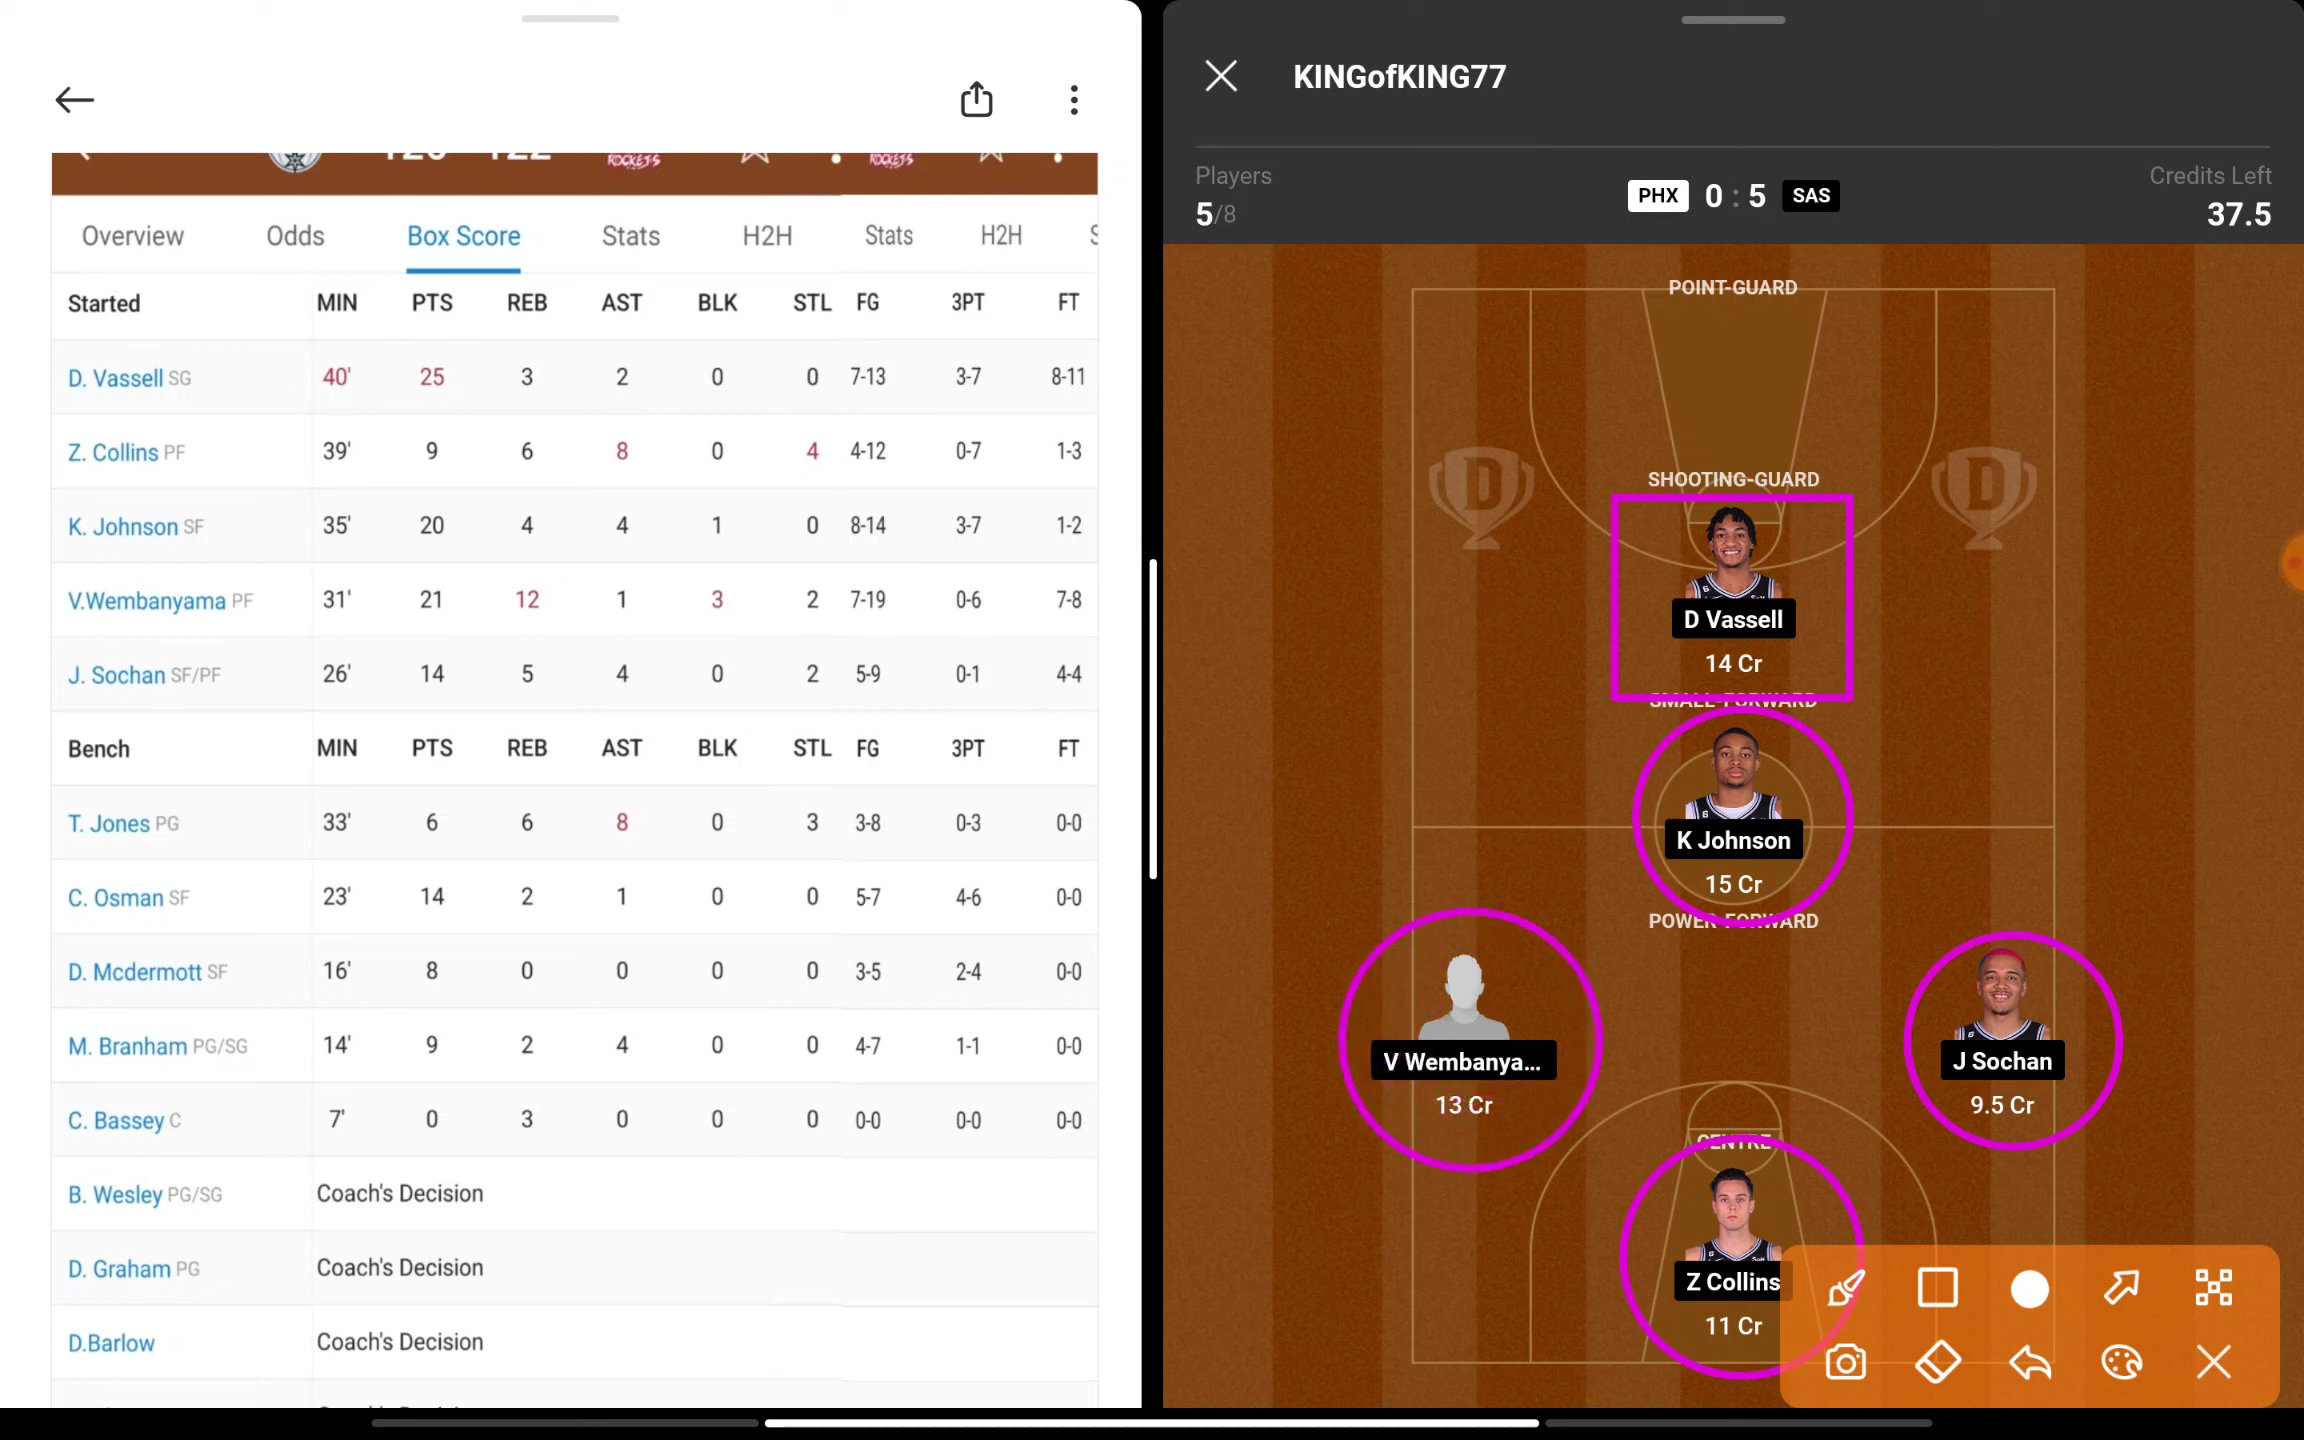 ROCKETS ROCKETS
Overview Odds Box Score Stats H2H Stats H2H
Started MIN PTS REB AST BLK STL FG 3PT FT
D. Vassell SG 40' 25 3 2 0 0 7-13 3-7 8-11
Z. Collins PF 39' 9 6 8 0 4 4-12 0-7 1-3
K. Johnson SF 35' 20 4 4 1 0 8-14 3-7 1-2
V.Wembanyama PF 31' 21 12 1 3 2 7-19 0-6 7-8
J. Sochan SF/PF 26' 14 5 4 0 2 5-9 0-1 4-4
Bench MIN PTS REB AST BLK STL FG 3PT FT
T. Jones PG 33' 6 6 8 0 3 3-8 0-3 0-0
C. Osman SF 23' 14 2 1 0 0 5-7 4-6 0-0
D. Mcdermott SF 16' 8 0 0 0 0 3-5 2-4 0-0
M. Branham PG/SG 14' 9 2 4 0 0 4-7 1-1 0-0
C. Bassey C 7' 0 3 0 0 0 0-0 0-0 0-0
B. Wesley PG/SG Coach's Decision
D. Graham PG Coach's Decision
D.Barlow Coach's Decision
KINGofKING77
Players Credits Left
5/8 PHX 0 : 5 SAS 37.5
POINT-GUARD
SHOOTING-GUARD
D D
D Vassell
14 Cr
SMALL-FORWARD
K Johnson
15 Cr
POWER-FORWARD
V Wembanya... J Sochan
13 Cr 9.5 Cr
CENTRE
Z Collins
11 Cr